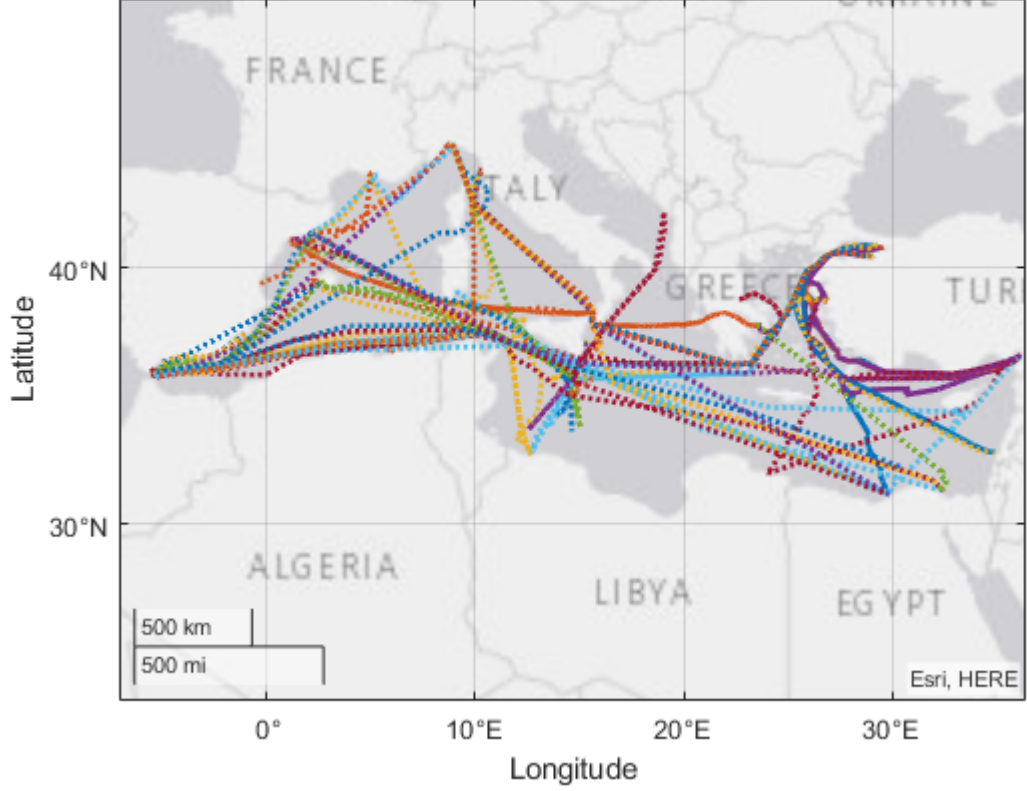 FRANCE
ITALY
40°N
GREECE
TUR
Latitude
30°N
ALGERIA
LIBYA
EGYPT
500 km
500 mi
Esri, HERE
0°
10°E
20°E
30°E
Longitude